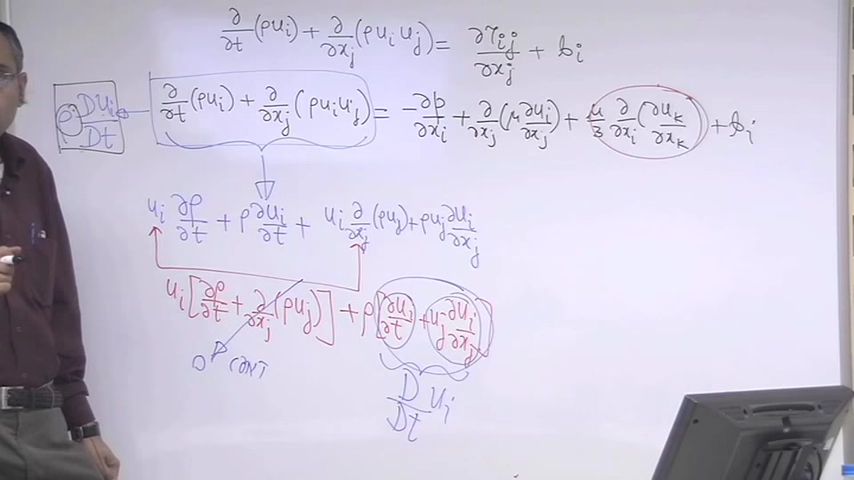 ∂/∂t (ρu_i) + ∂/∂x_j (ρu_i u_j) = ∂τ_ij/∂x_j + b_i
ρ Du_i/Dt ← ∂/∂t (ρu_i) + ∂/∂x_j (ρu_i u_j) = -∂p/∂x_i + ∂/∂x_j (μ ∂u_i/∂x_j) + μ/3 ∂/∂x_i (∂u_k/∂x_k) + b_i
u_i ∂ρ/∂t + ρ ∂u_i/∂t + u_i ∂/∂x_j (ρu_j) + ρu_j ∂u_i/∂x_j
u_i [∂ρ/∂t + ∂/∂x_j (ρu_j)] + ρ [∂u_i/∂t + u_j ∂u_i/∂x_j]
0 CONT
D/Dt u_i